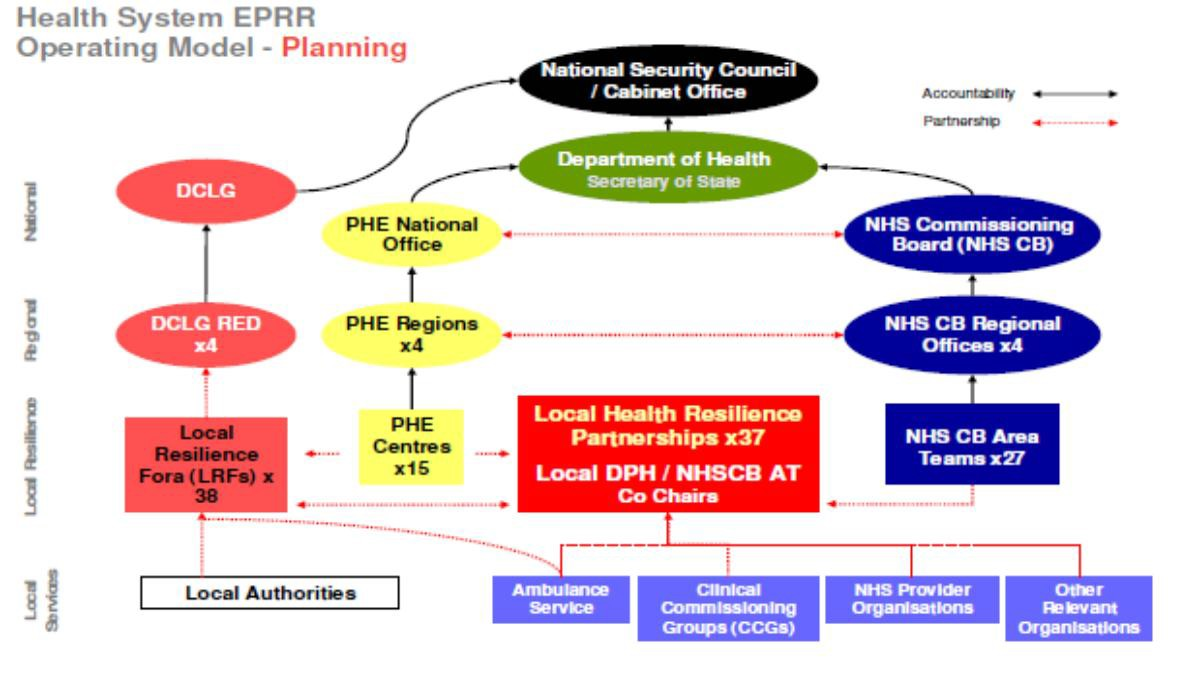 Health System EPRR
Operating Model - Planning
National Security Council
/ Cabinet Office
Accountability
Partnership
Department of Health
Secretary of State
National
DCLG
PHE National
Office
NHS Commissioning
Board (NHS CB)
Regional
DCLG RED
x4
PHE Regions
x4
NHS CB Regional
Offices x4
Local Resilience
Local
Resilience
Fora (LRFs) x
38
PHE
Centres
x15
Local Health Resilience
Partnerships x37
Local DPH / NHSCB AT
Co Chairs
NHS CB Area
Teams x27
Local
Services
Local Authorities
Ambulance
Service
Clinical
Commissioning
Groups (CCGs)
NHS Provider
Organisations
Other
Relevant
Organisations